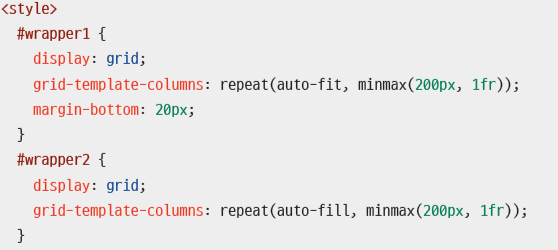 <style>
#wrapper1 {
display: grid;
grid-template-columns: repeat(auto-fit, minmax(200px, 1fr));
margin-bottom: 20px;
}
#wrapper2 {
display: grid;
grid-template-columns: repeat(auto-fill, minmax(200px, 1fr));
}